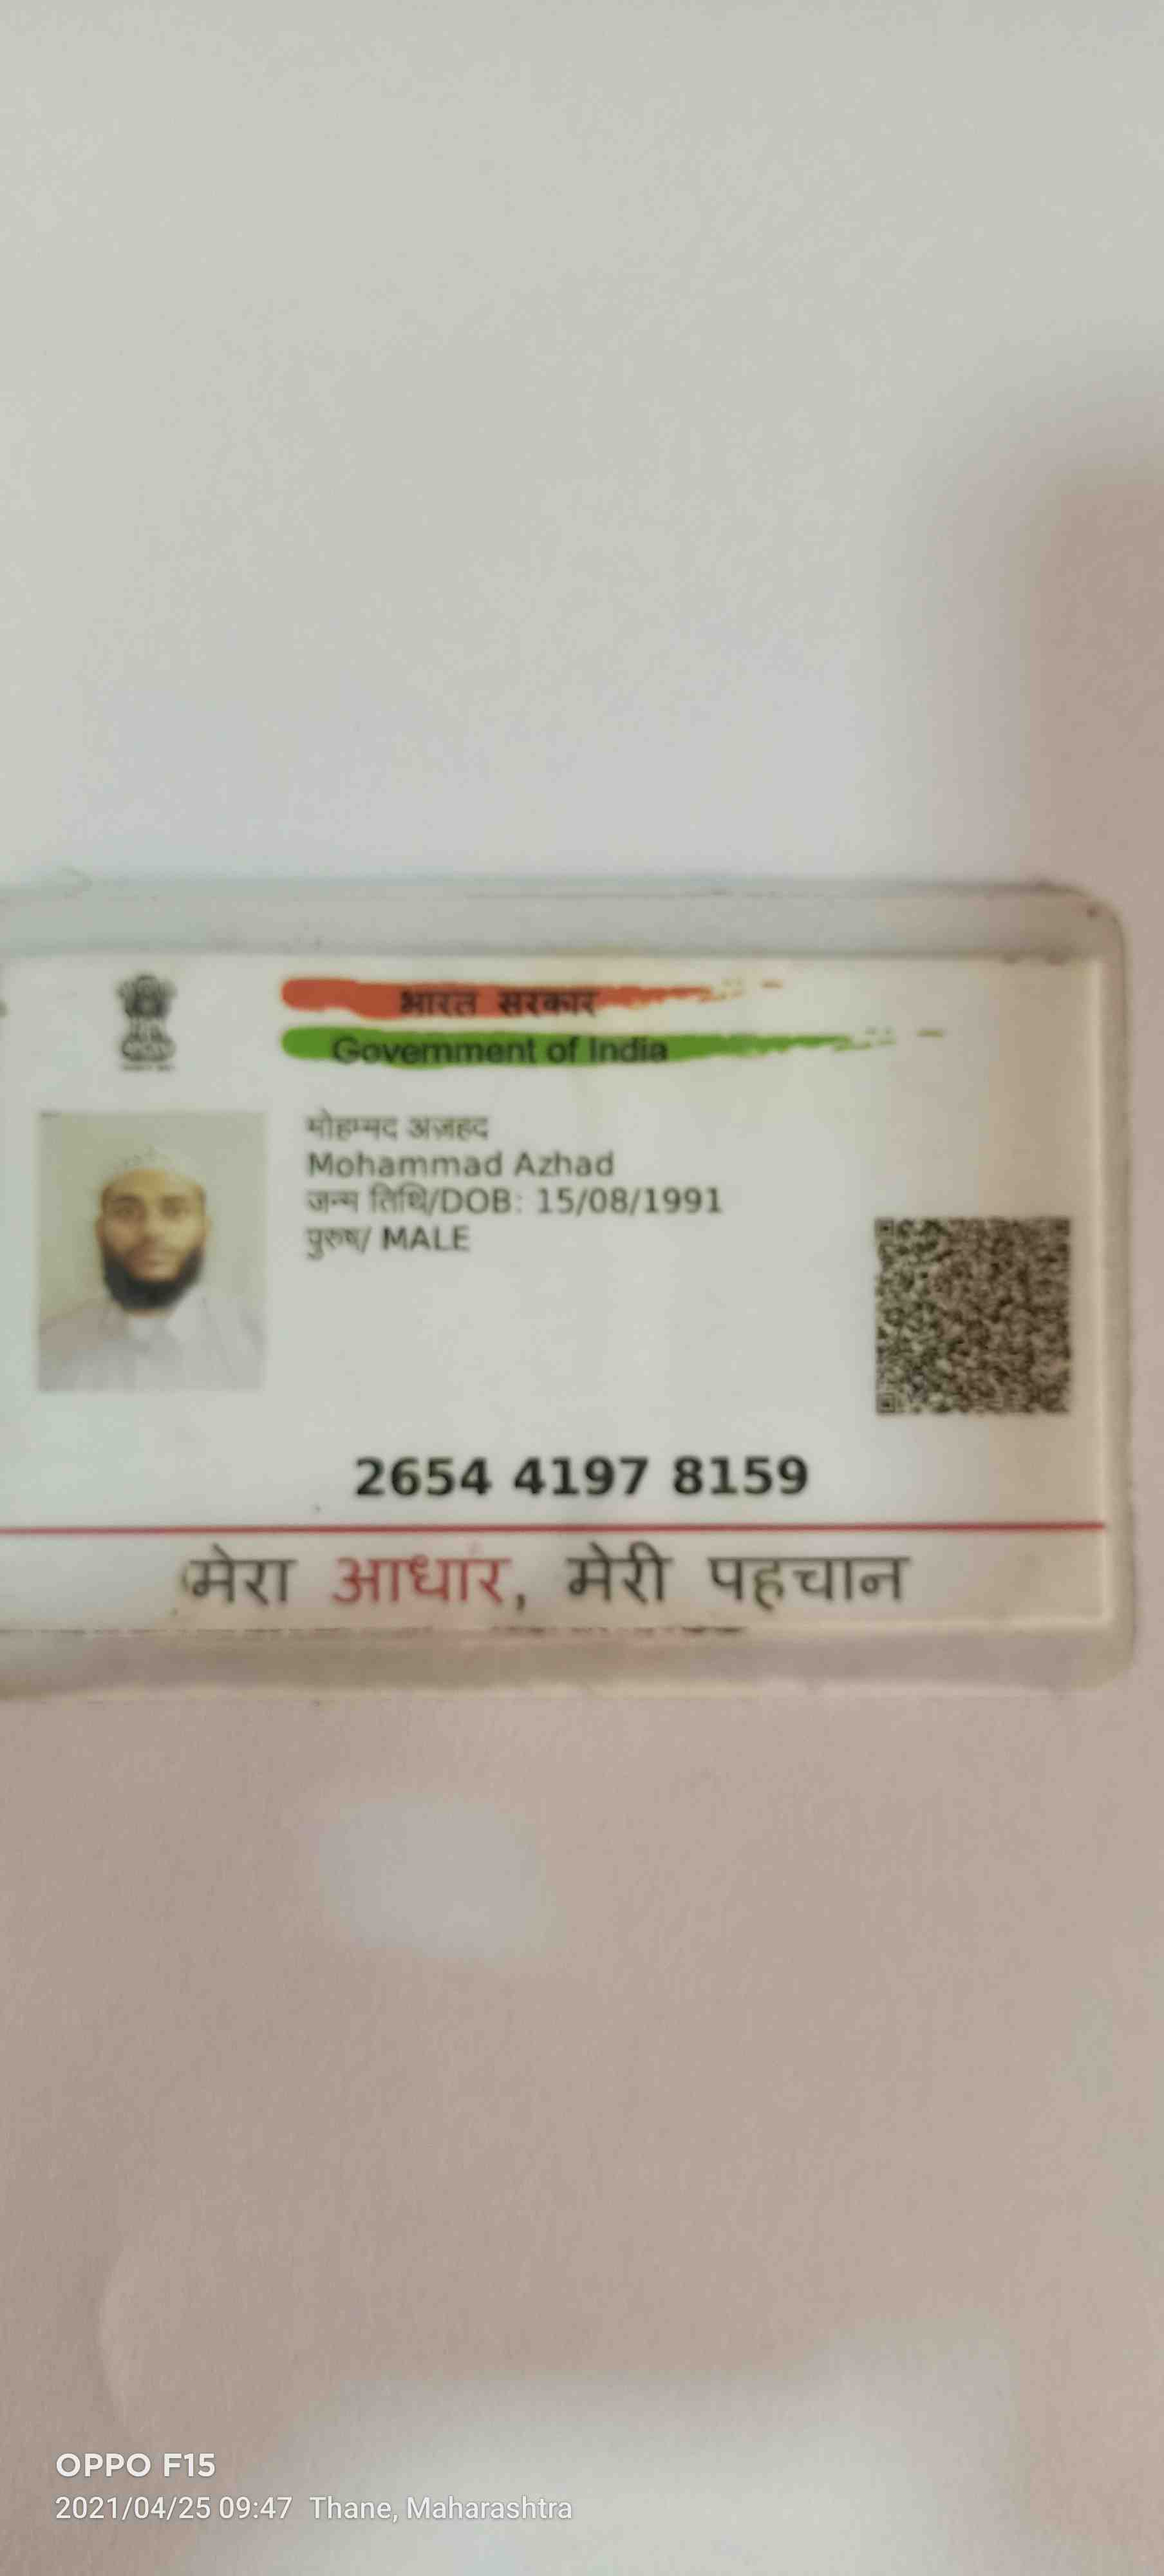 भारत सरकार
Government of India
मोहम्मद अज़हद
Mohammad Azhad
जन्म तिथि/DOB: 15/08/1991
पुरुष/ MALE
2654 4197 8159
मेरा आधार, मेरी पहचान
OPPO F15
2021/04/25 09:47 Thane, Maharashtra